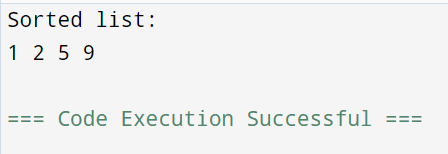 Sorted list:
1 2 5 9
=== Code Execution Successful ===